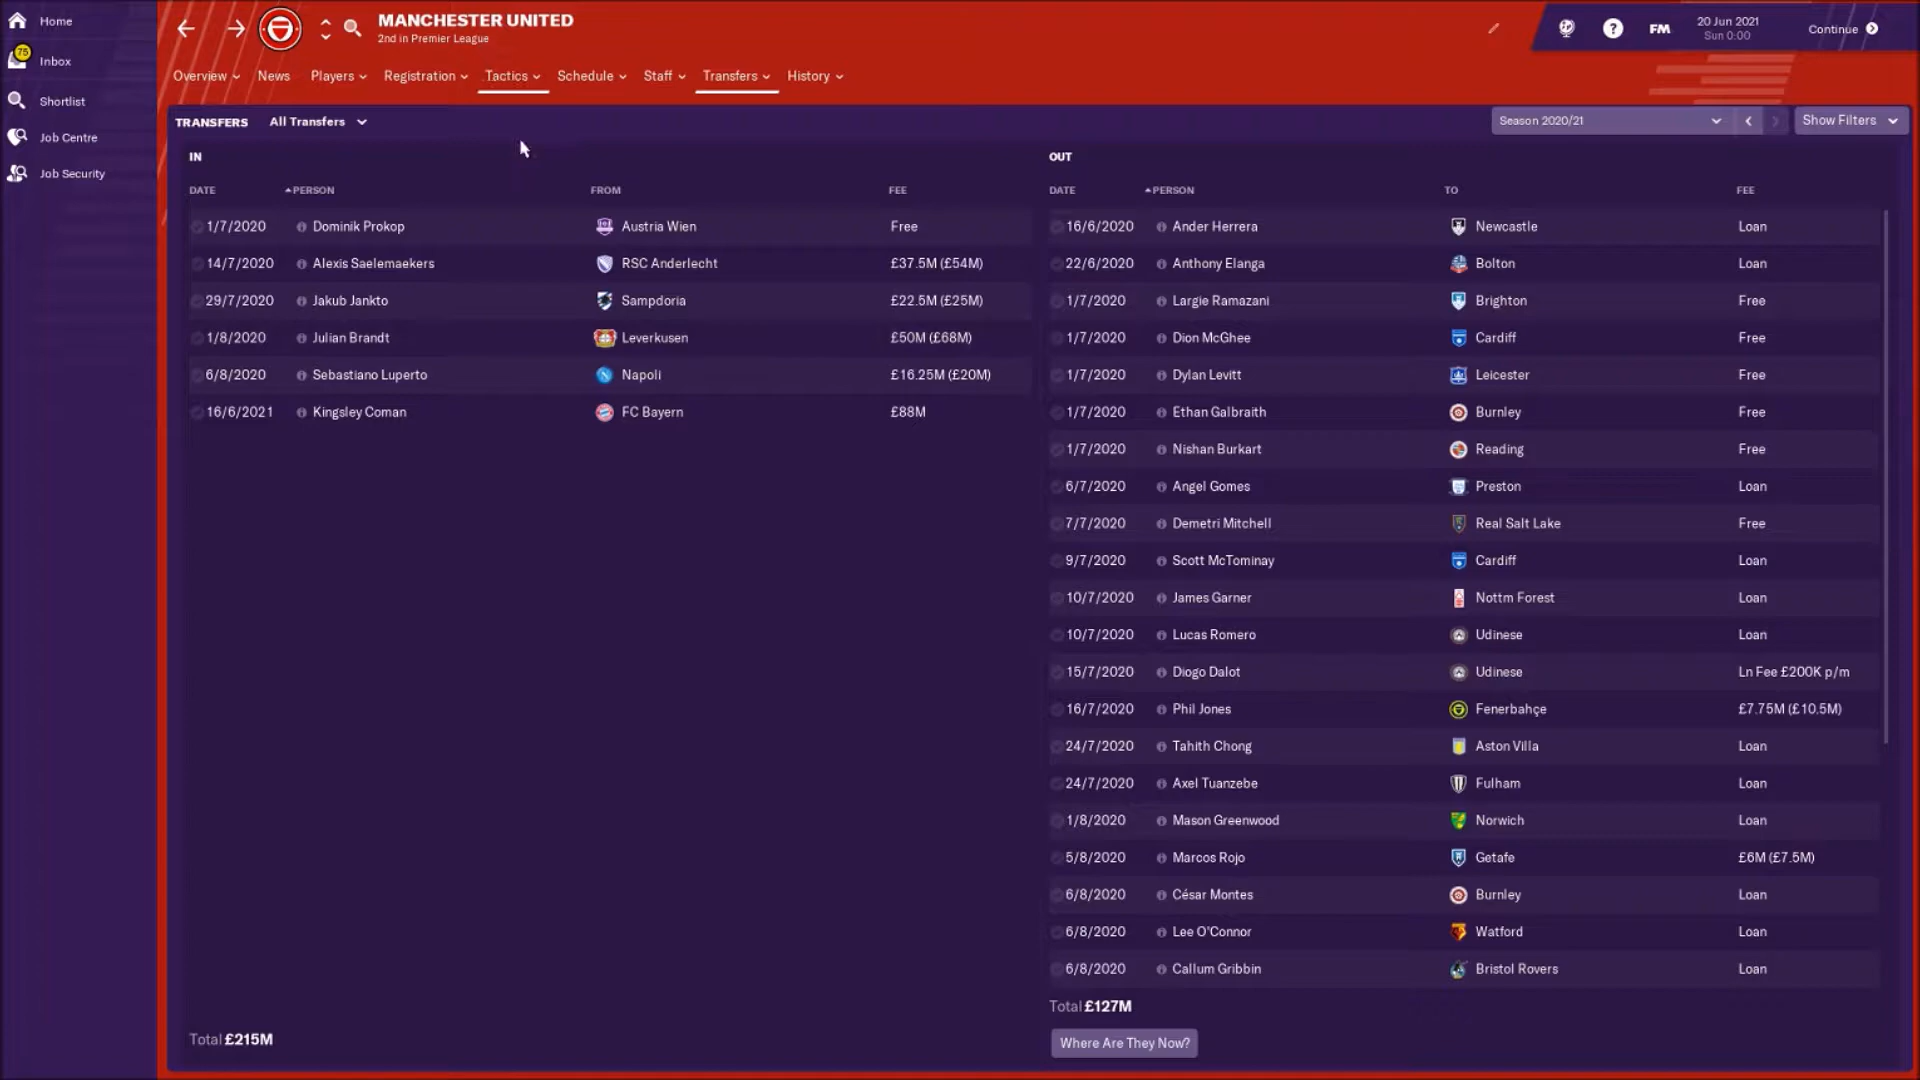 Home
75
Inbox
Shortlist
Job Centre
Job Security
MANCHESTER UNITED
2nd in Premier League
FM
20 Jun 2021
Sun 0:00
Continue
Overview News Players Registration Tactics Schedule Staff Transfers History
TRANSFERS All Transfers
Season 2020/21
Show Filters
IN
DATE PERSON FROM FEE
1/7/2020 Dominik Prokop Austria Wien Free
14/7/2020 Alexis Saelemaekers RSC Anderlecht £37.5M (£54M)
29/7/2020 Jakub Jankto Sampdoria £22.5M (£25M)
1/8/2020 Julian Brandt Leverkusen £50M (£68M)
6/8/2020 Sebastiano Luperto Napoli £16.25M (£20M)
16/6/2021 Kingsley Coman FC Bayern £88M
Total £215M
OUT
DATE PERSON TO FEE
16/6/2020 Ander Herrera Newcastle Loan
22/6/2020 Anthony Elanga Bolton Loan
1/7/2020 Largie Ramazani Brighton Free
1/7/2020 Dion McGhee Cardiff Free
1/7/2020 Dylan Levitt Leicester Free
1/7/2020 Ethan Galbraith Burnley Free
1/7/2020 Nishan Burkart Reading Free
6/7/2020 Angel Gomes Preston Loan
7/7/2020 Demetri Mitchell Real Salt Lake Free
9/7/2020 Scott McTominay Cardiff Loan
10/7/2020 James Garner Nottm Forest Loan
10/7/2020 Lucas Romero Udinese Loan
15/7/2020 Diogo Dalot Udinese Ln Fee £200K p/m
16/7/2020 Phil Jones Fenerbahçe £7.75M (£10.5M)
24/7/2020 Tahith Chong Aston Villa Loan
24/7/2020 Axel Tuanzebe Fulham Loan
1/8/2020 Mason Greenwood Norwich Loan
5/8/2020 Marcos Rojo Getafe £6M (£7.5M)
6/8/2020 César Montes Burnley Loan
6/8/2020 Lee O'Connor Watford Loan
6/8/2020 Callum Gribbin Bristol Rovers Loan
Total £127M
Where Are They Now?